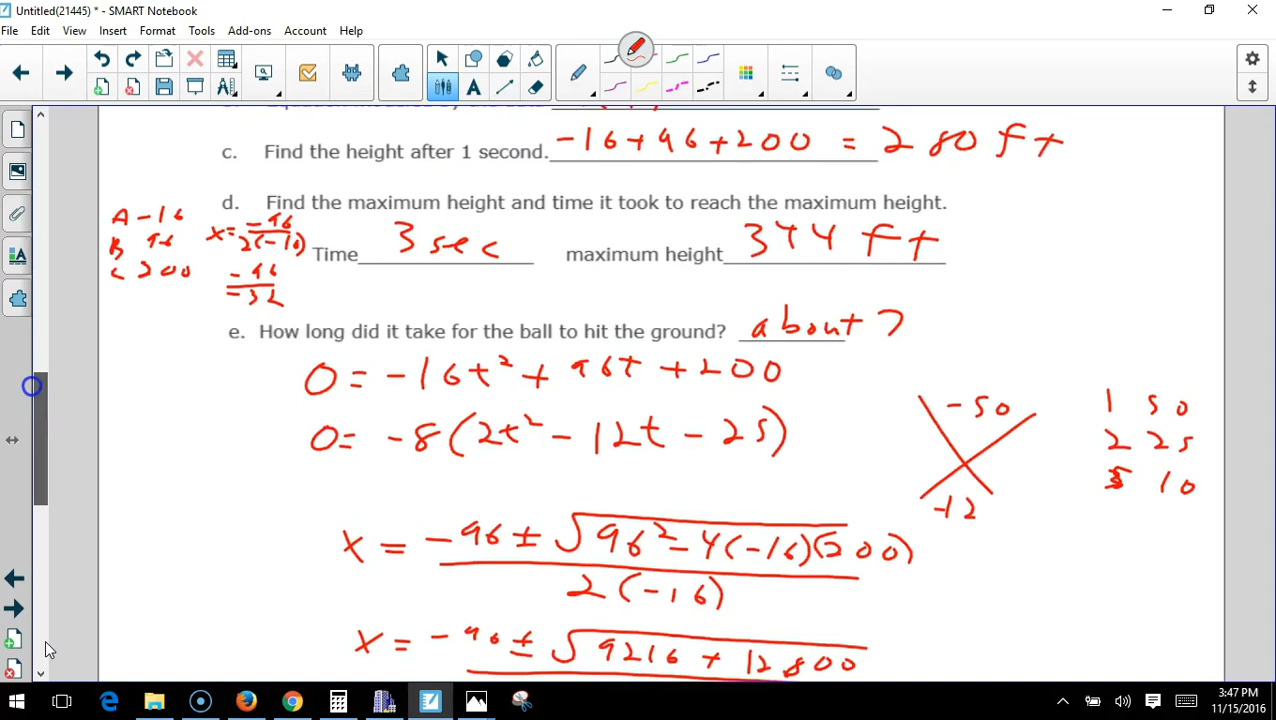 Untitled(21445) * - SMART Notebook
File Edit View Insert Format Tools Add-ons Account Help
c. Find the height after 1 second. -16+96+200 = 280 ft
d. Find the maximum height and time it took to reach the maximum height.
A -16
B 96
C 200
x = -96
2(-16)
-96
=32
Time 3 sec maximum height 344 ft
e. How long did it take for the ball to hit the ground? about 7
0 = -16t² + 96t + 200
0 = -8(2t² - 12t - 25)
-50
-12
1 50
2 25
5 10
x = -96 ± √96² - 4(-16)(200)
2(-16)
x = -96 ± √9216 + 12800
3:47 PM
11/15/2016